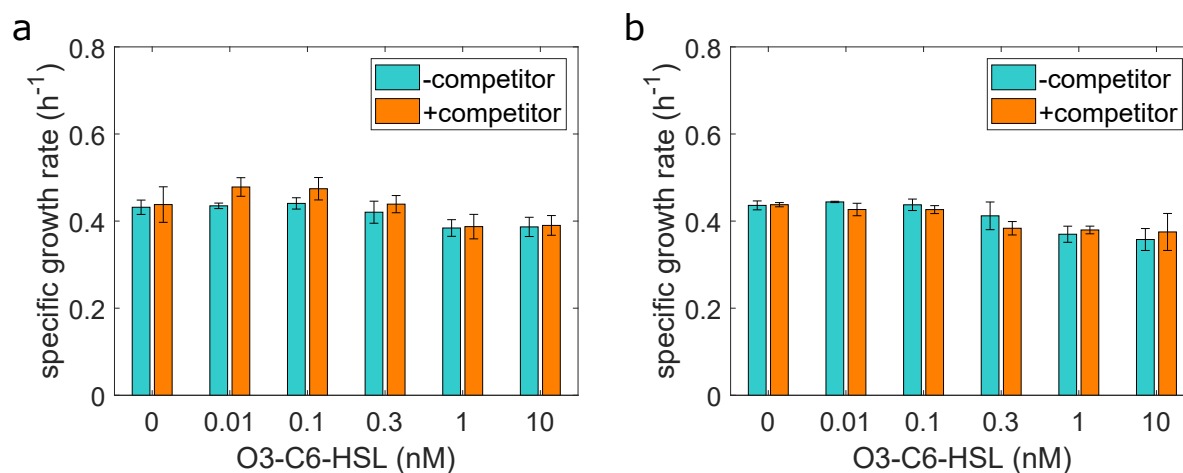 a
specific growth rate (h⁻¹)
0.8
0.6
0.4
0.2
0
-competitor
+competitor
0 0.01 0.1 0.3 1 10
O3-C6-HSL (nM)
b
specific growth rate (h⁻¹)
0.8
0.6
0.4
0.2
0
-competitor
+competitor
0 0.01 0.1 0.3 1 10
O3-C6-HSL (nM)